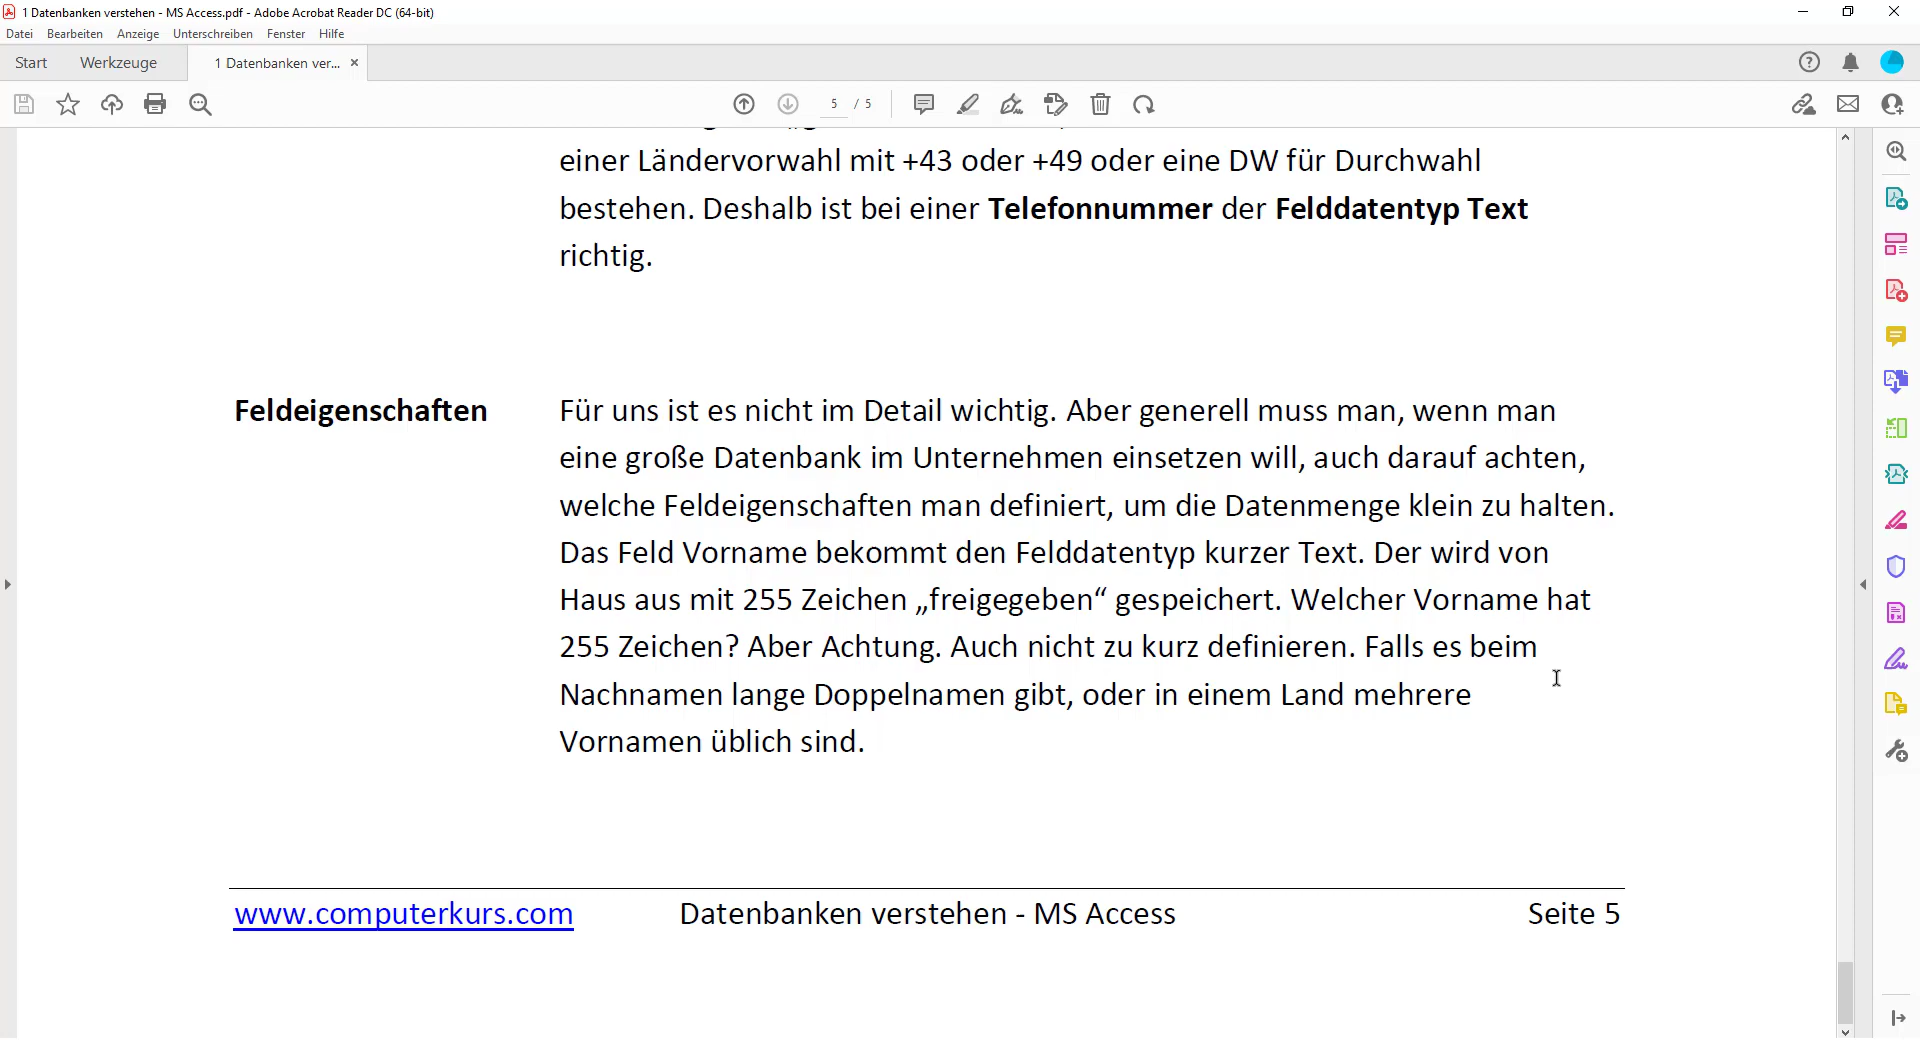 1 Datenbanken verstehen - MS Access.pdf - Adobe Acrobat Reader DC (64-bit)
Datei Bearbeiten Anzeige Unterschreiben Fenster Hilfe
Start Werkzeuge 1 Datenbanken ver...
5 / 5
einer Ländervorwahl mit +43 oder +49 oder eine DW für Durchwahl
bestehen. Deshalb ist bei einer Telefonnummer der Felddatentyp Text
richtig.
Feldeigenschaften Für uns ist es nicht im Detail wichtig. Aber generell muss man, wenn man
eine große Datenbank im Unternehmen einsetzen will, auch darauf achten,
welche Feldeigenschaften man definiert, um die Datenmenge klein zu halten.
Das Feld Vorname bekommt den Felddatentyp kurzer Text. Der wird von
Haus aus mit 255 Zeichen „freigegeben“ gespeichert. Welcher Vorname hat
255 Zeichen? Aber Achtung. Auch nicht zu kurz definieren. Falls es beim
Nachnamen lange Doppelnamen gibt, oder in einem Land mehrere
Vornamen üblich sind.
www.computerkurs.com Datenbanken verstehen - MS Access Seite 5